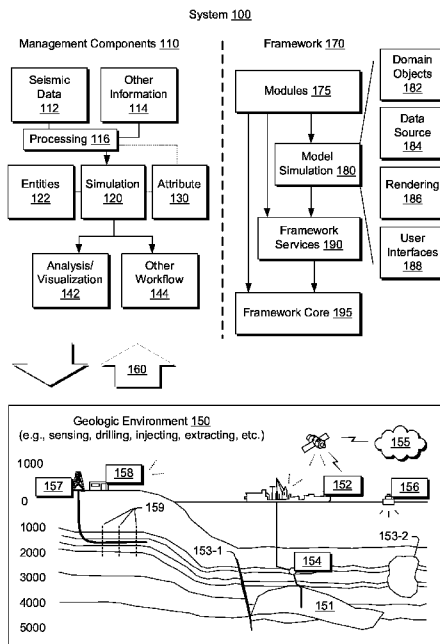 System 100
Management Components 110
Seismic
Data
112
Other
Information
114
Processing 116
Entities
122
Simulation
120
Attribute
130
Analysis/
Visualization
142
Other
Workflow
144
Framework 170
Modules 175
Model
Simulation 180
Framework
Services 190
Framework Core 195
Domain
Objects
182
Data
Source
184
Rendering
186
User
Interfaces
188
160
Geologic Environment 150
(e.g., sensing, drilling, injecting, extracting, etc.)
155
1000
157
158
152
156
0
159
1000
153-1
153-2
2000
154
3000
151
4000
5000